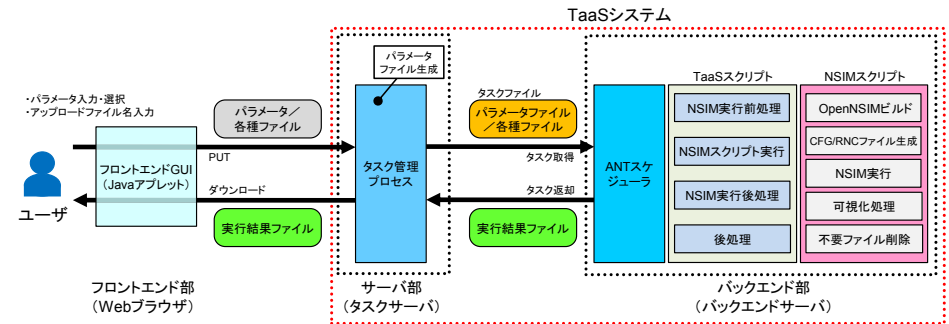 TaaSシステム
パラメータ
ファイル生成
・パラメータ入力・選択
・アップロードファイル名入力
パラメータ／
各種ファイル
PUT
フロントエンドGUI
（Javaアプレット）
ダウンロード
実行結果ファイル
ユーザ
タスク管理
プロセス
タスクファイル
パラメータファイル
／各種ファイル
タスク取得
タスク返却
実行結果ファイル
ANTスケ
ジューラ
TaaSスクリプト
NSIM実行前処理
NSIMスクリプト実行
NSIM実行後処理
後処理
NSIMスクリプト
OpenNSIMビルド
CFG/RNCファイル生成
NSIM実行
可視化処理
不要ファイル削除
フロントエンド部
（Webブラウザ）
サーバ部
（タスクサーバ）
バックエンド部
（バックエンドサーバ）